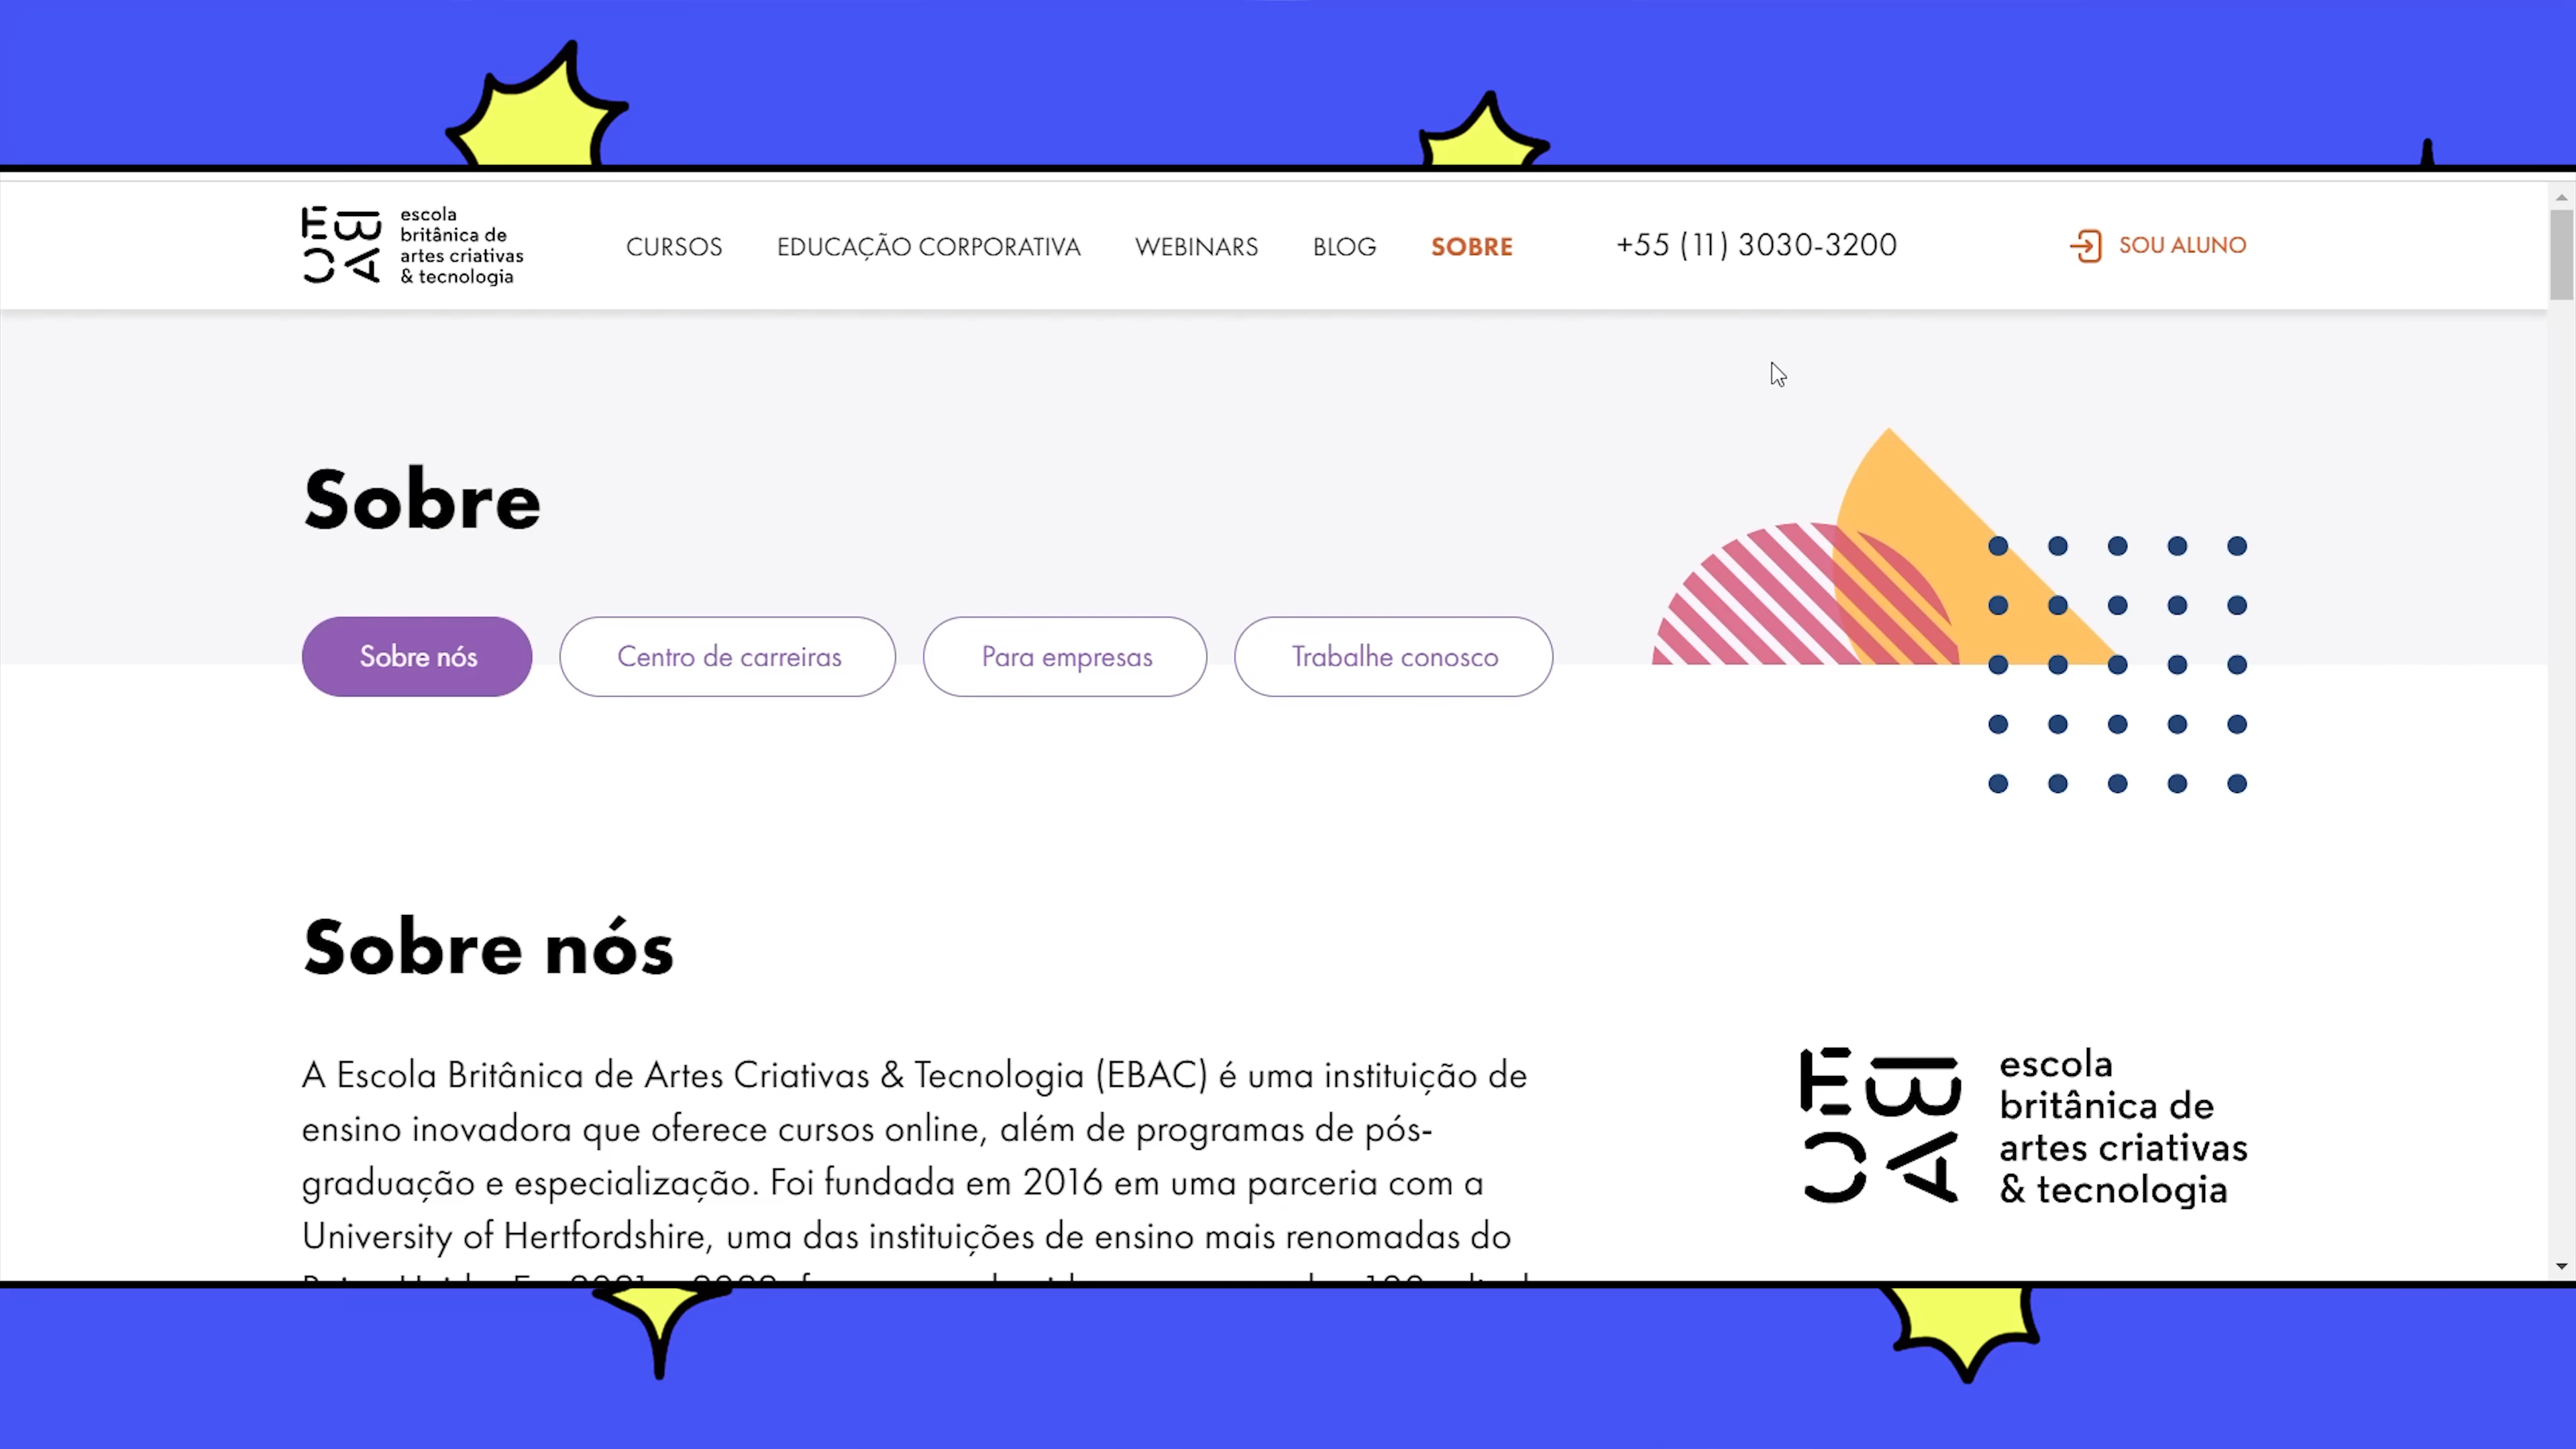 EBAC
escola
britânica de
artes criativas
& tecnologia
CURSOS EDUCAÇÃO CORPORATIVA WEBINARS BLOG SOBRE +55 (11) 3030-3200 SOU ALUNO
Sobre
Sobre nós Centro de carreiras Para empresas Trabalhe conosco
Sobre nós
A Escola Britânica de Artes Criativas & Tecnologia (EBAC) é uma instituição de
ensino inovadora que oferece cursos online, além de programas de pós-
graduação e especialização. Foi fundada em 2016 em uma parceria com a
University of Hertfordshire, uma das instituições de ensino mais renomadas do
EBAC
escola
britânica de
artes criativas
& tecnologia